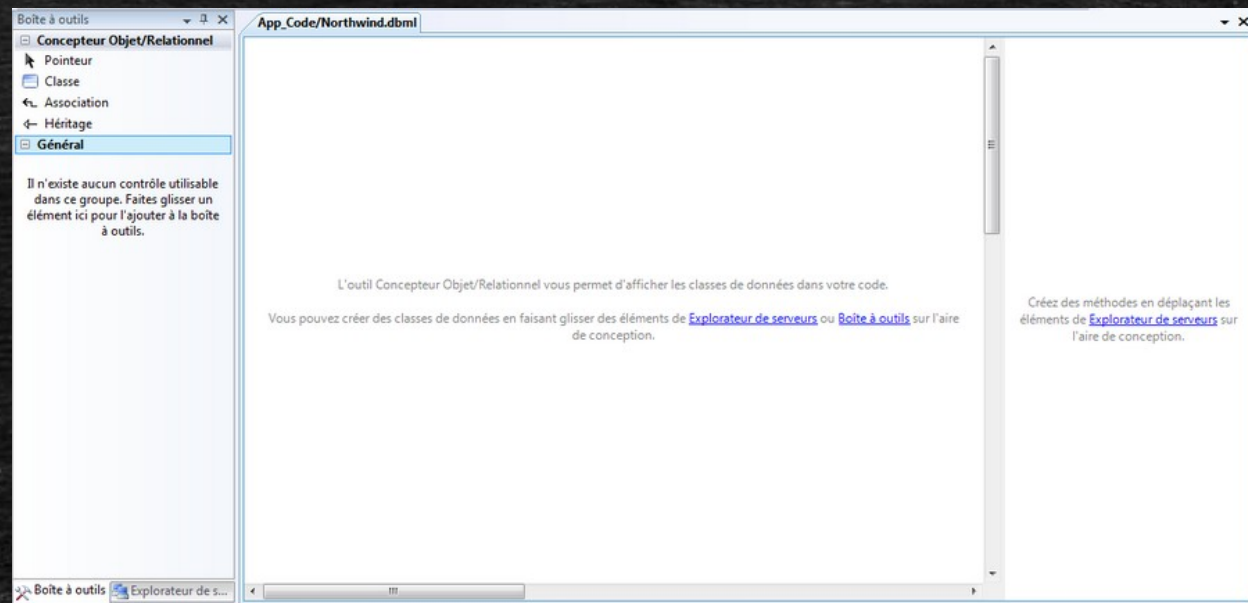 Boîte à outils
Concepteur Objet/Relationnel
Pointeur
Classe
Association
Héritage
Général
Il n'existe aucun contrôle utilisable
dans ce groupe. Faites glisser un
élément ici pour l'ajouter à la boîte
à outils.
Boîte à outils
Explorateur de s...
App_Code/Northwind.dbml
L'outil Concepteur Objet/Relationnel vous permet d'afficher les classes de données dans votre code.
Vous pouvez créer des classes de données en faisant glisser des éléments de Explorateur de serveurs ou Boîte à outils sur l'aire
de conception.
Créez des méthodes en déplaçant les
éléments de Explorateur de serveurs sur
l'aire de conception.